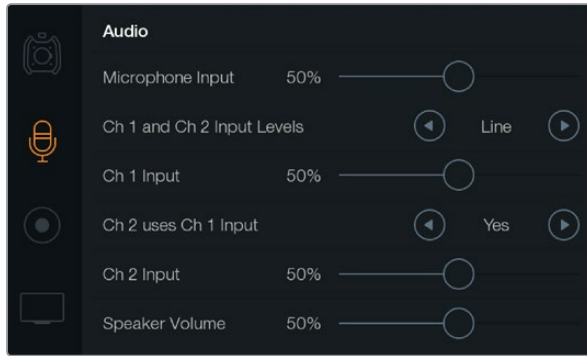 Audio
Microphone Input 50%
Ch 1 and Ch 2 Input Levels Line
Ch 1 Input 50%
Ch 2 uses Ch 1 Input Yes
Ch 2 Input 50%
Speaker Volume 50%